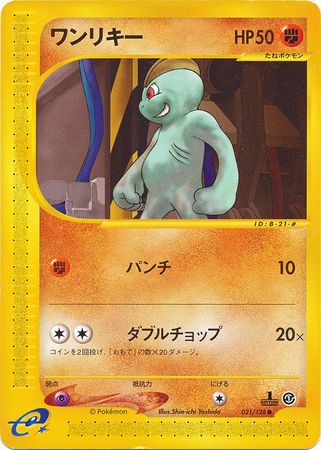 ワンリキー HP50
たねポケモン
ID:B-21-#
パンチ 10
ダブルチョップ 20×
コインを2回投げ、「おもて」の数×20ダメージ。
弱点 抵抗力 にげる
1
EDITION
e
©Pokémon Illus.Shin-ichi Yoshida 021/128●